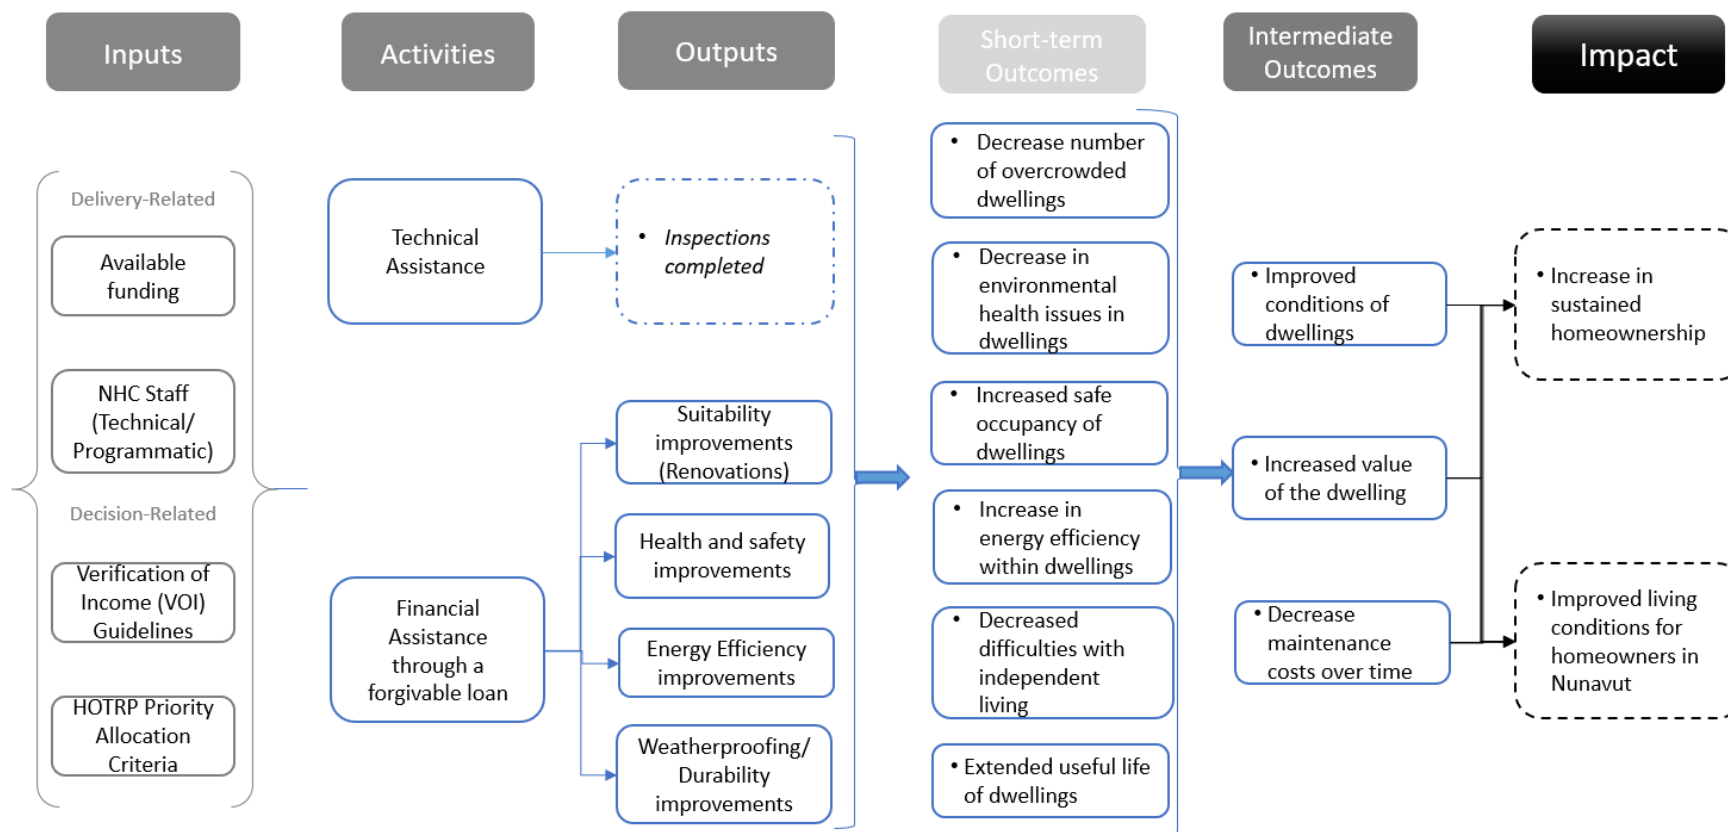 Inputs
Activities
Outputs
Short-term
Outcomes
Intermediate
Outcomes
Impact
Delivery-Related
Available
funding
NHC Staff
(Technical/
Programmatic)
Decision-Related
Verification of
Income (VOI)
Guidelines
HOTRP Priority
Allocation
Criteria
Technical
Assistance
Financial
Assistance
through a
forgivable loan
• Inspections
completed
Suitability
improvements
(Renovations)
Health and safety
improvements
Energy Efficiency
improvements
Weatherproofing/
Durability
improvements
• Decrease number
of overcrowded
dwellings
• Decrease in
environmental
health issues in
dwellings
• Increased safe
occupancy of
dwellings
• Increase in
energy efficiency
within dwellings
• Decreased
difficulties with
independent
living
• Extended useful life
of dwellings
• Improved
conditions of
dwellings
• Increased value
of the dwelling
• Decrease
maintenance
costs over time
• Increase in
sustained
homeownership
• Improved living
conditions for
homeowners in
Nunavut